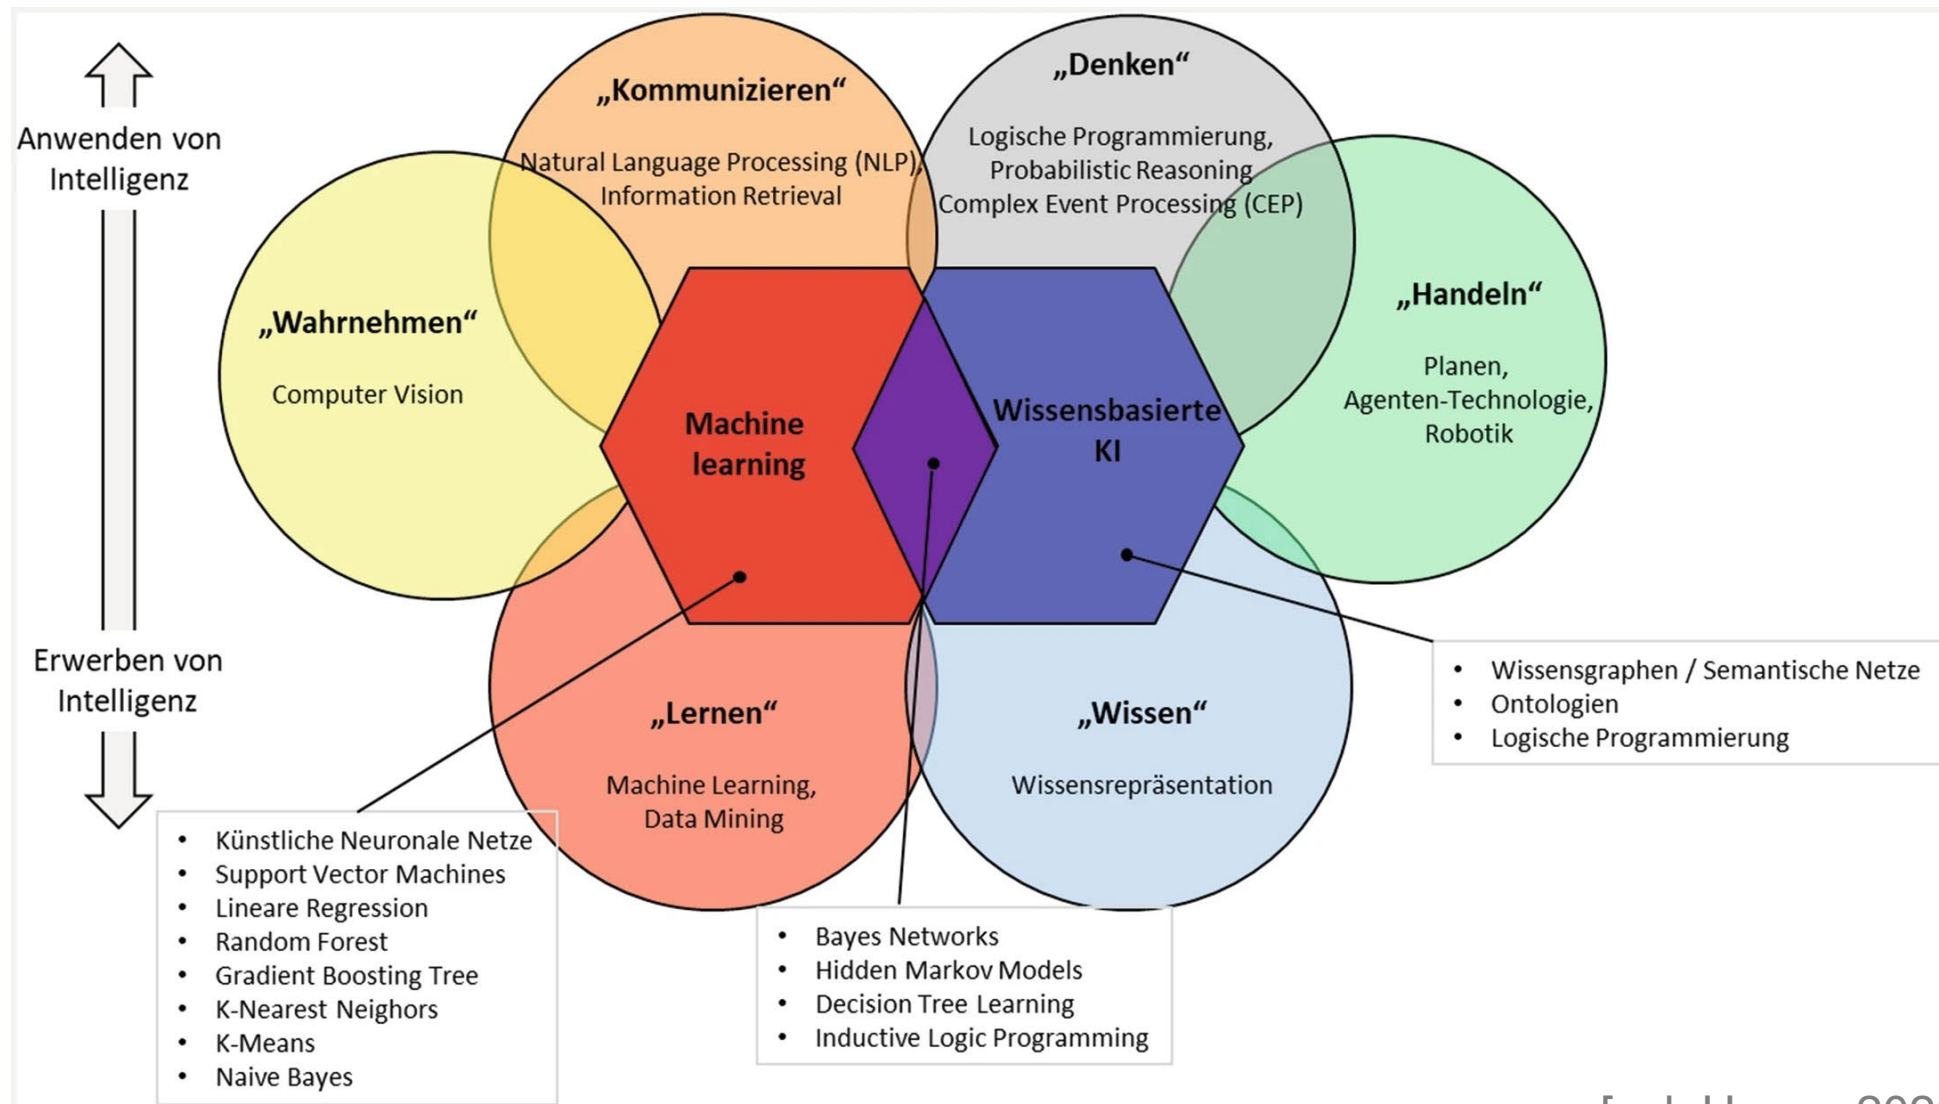 Anwenden von
Intelligenz
Erwerben von
Intelligenz
„Wahrnehmen“
Computer Vision
„Kommunizieren“
Natural Language Processing (NLP),
Information Retrieval
„Denken“
Logische Programmierung,
Probabilistic Reasoning
Complex Event Processing (CEP)
„Handeln“
Planen,
Agenten-Technologie,
Robotik
Machine
learning
Wissensbasierte
KI
„Lernen“
Machine Learning,
Data Mining
„Wissen“
Wissensrepräsentation
• Wissensgraphen / Semantische Netze
• Ontologien
• Logische Programmierung
• Künstliche Neuronale Netze
• Support Vector Machines
• Lineare Regression
• Random Forest
• Gradient Boosting Tree
• K-Nearest Neighors
• K-Means
• Naive Bayes
• Bayes Networks
• Hidden Markov Models
• Decision Tree Learning
• Inductive Logic Programming